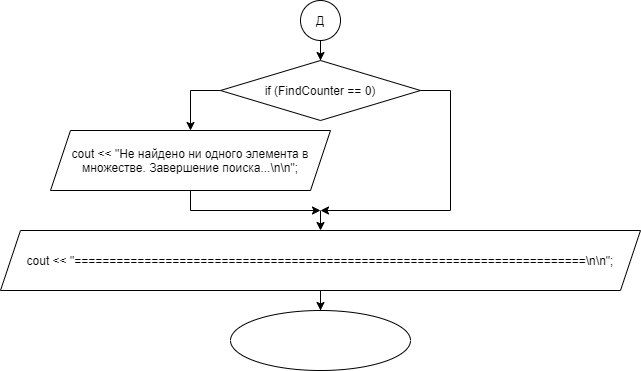 Д
if (FindCounter == 0)
cout << "Не найдено ни одного элемента в
множестве. Завершение поиска...\n\n";
cout << "=========================================================================\n\n";